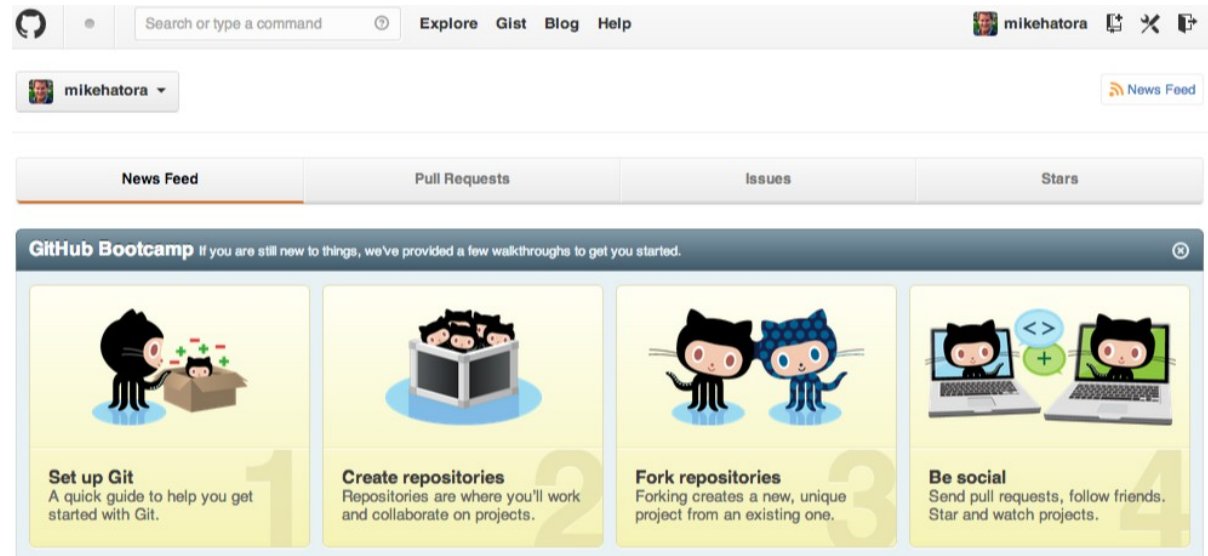 Search or type a command
Explore Gist Blog Help
mikehatora
mikehatora
News Feed
News Feed
Pull Requests
Issues
Stars
GitHub Bootcamp If you are still new to things, we've provided a few walkthroughs to get you started.
1
Set up Git
A quick guide to help you get
started with Git.
2
Create repositories
Repositories are where you'll work
and collaborate on projects.
3
Fork repositories
Forking creates a new, unique
project from an existing one.
4
Be social
Send pull requests, follow friends.
Star and watch projects.